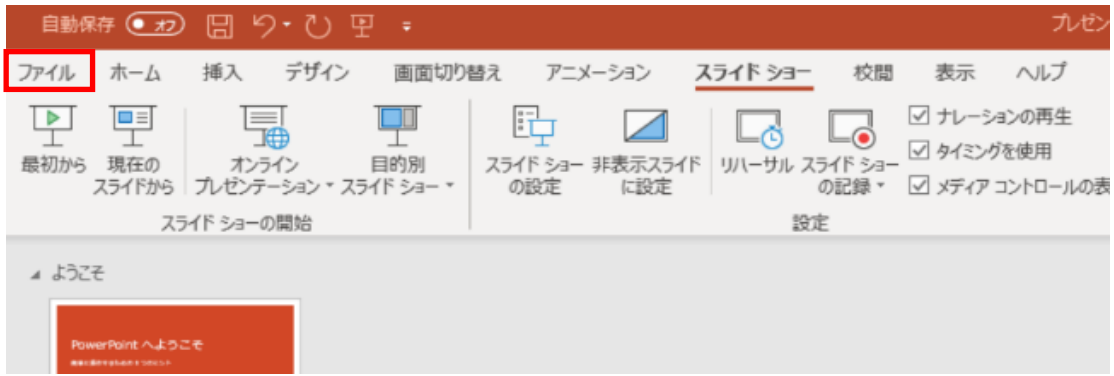 自動保存 オフ プレゼン
ファイル ホーム 挿入 デザイン 画面切り替え アニメーション スライド ショー 校閲 表示 ヘルプ
最初から 現在の オンライン 目的別 スライド ショー 非表示スライド リハーサル スライド ショー ナレーションの再生
スライドから プレゼンテーション スライド ショー の設定 に設定 の記録 タイミングを使用
メディア コントロールの表
スライド ショーの開始 設定
ようこそ
PowerPoint へようこそ